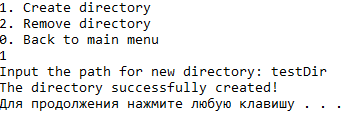 1. Create directory
2. Remove directory
0. Back to main menu
1
Input the path for new directory: testDir
The directory successfully created!
Для продолжения нажмите любую клавишу . . .